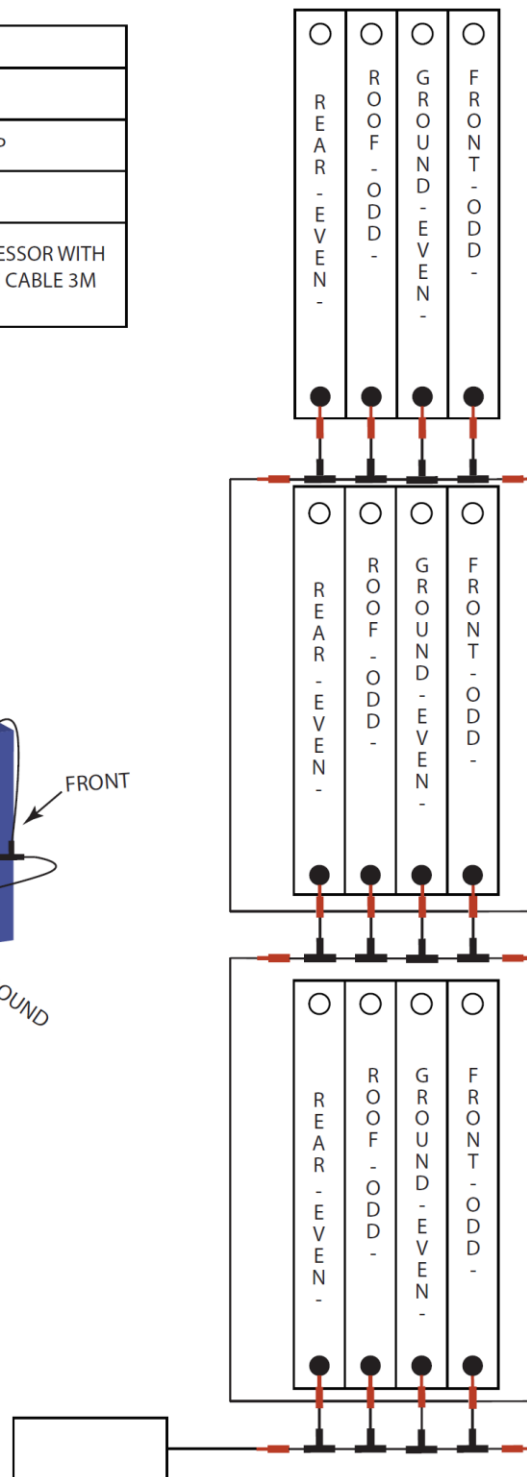 P
ESSOR WITH
CABLE 3M
REAR-EVEN-
ROOF-ODD-
GROUND-EVEN-
FRONT-ODD-
REAR-EVEN-
ROOF-ODD-
GROUND-EVEN-
FRONT-ODD-
FRONT
OUND
REAR-EVEN-
ROOF-ODD-
GROUND-EVEN-
FRONT-ODD-